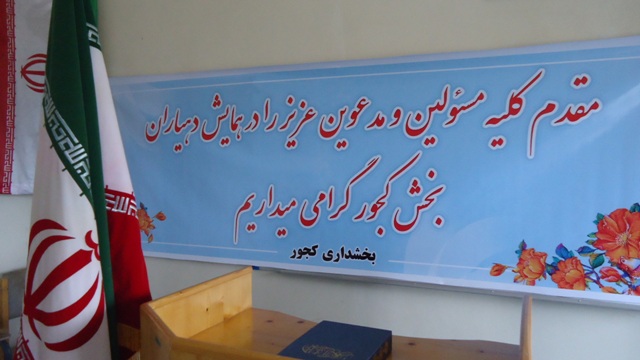 مقدم کلیه مسئولین و مدعوین عزیز را در همایش دهیاران
بخش کجور گرامی میداریم
بخشداری کجور